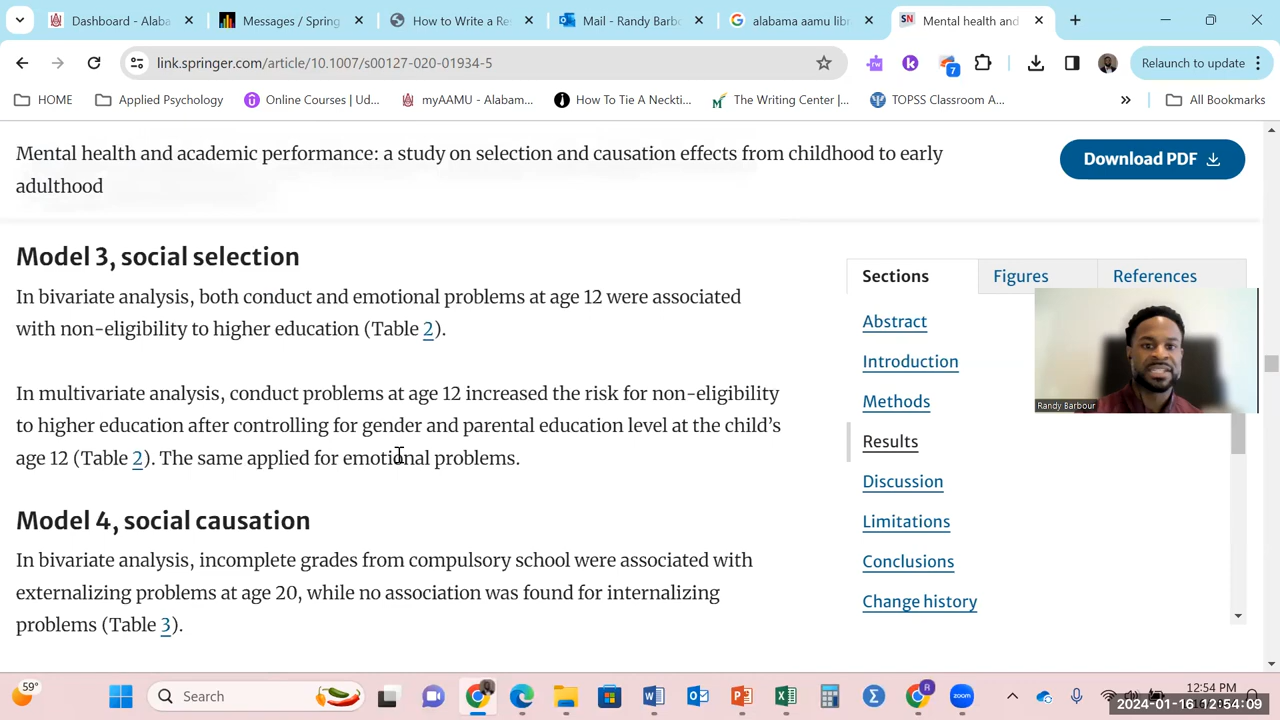 Dashboard - Alaba
Messages / Spring
How to Write a Res
Mail - Randy Barbou
alabama aamu libr
Mental health and
link.springer.com/article/10.1007/s00127-020-01934-5
7
Relaunch to update
HOME
Applied Psychology
Online Courses | Ud...
myAAMU - Alabam...
How To Tie A Neckti...
The Writing Center |...
TOPSS Classroom A...
»
All Bookmarks
Mental health and academic performance: a study on selection and causation effects from childhood to early
adulthood
Download PDF
Model 3, social selection
In bivariate analysis, both conduct and emotional problems at age 12 were associated
with non-eligibility to higher education (Table 2).
In multivariate analysis, conduct problems at age 12 increased the risk for non-eligibility
to higher education after controlling for gender and parental education level at the child's
age 12 (Table 2). The same applied for emotional problems.
Model 4, social causation
In bivariate analysis, incomplete grades from compulsory school were associated with
externalizing problems at age 20, while no association was found for internalizing
problems (Table 3).
Sections
Figures
References
Abstract
Introduction
Methods
Results
Discussion
Limitations
Conclusions
Change history
Randy Barbour
59°
Search
zoom
12:54 PM
2024-01-16 12:54:09